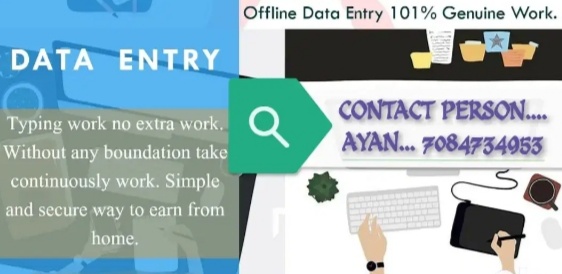 Offline Data Entry 101% Genuine Work.
DATA ENTRY
Typing work no extra work.
Without any boundation take
continuously work. Simple
and secure way to earn from
home.
CONTACT PERSON....
AYAN... 7084734953